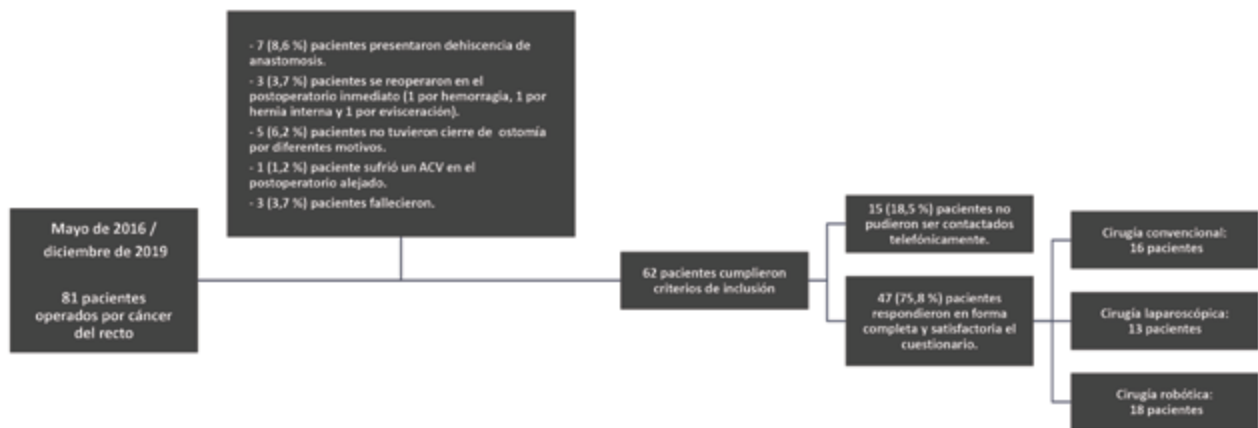 - 7 (8,6 %) pacientes presentaron dehiscencia de
anastomosis.
- 3 (3,7 %) pacientes se reoperaron en el
postoperatorio inmediato (1 por hemorragia, 1 por
hernia interna y 1 por evisceración).
- 5 (6,2 %) pacientes no tuvieron cierre de ostomía
por diferentes motivos.
- 1 (1,2 %) paciente sufrió un ACV en el
postoperatorio alejado.
- 3 (3,7 %) pacientes fallecieron.
Mayo de 2016 /
diciembre de 2019
81 pacientes
operados por cáncer
del recto
62 pacientes cumplieron
criterios de inclusión
15 (18,5 %) pacientes no
pudieron ser contactados
telefónicamente.
47 (75,8 %) pacientes
respondieron en forma
completa y satisfactoria el
cuestionario.
Cirugía convencional:
16 pacientes
Cirugía laparoscópica:
13 pacientes
Cirugía robótica:
18 pacientes